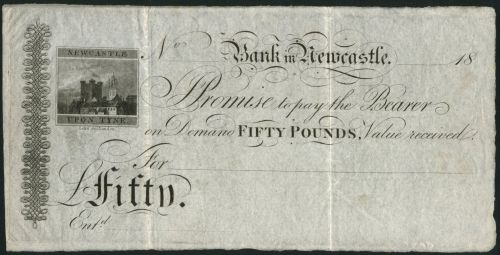 No Bank in Newcastle. 18
NEWCASTLE
UPON TYNE
I Promise to pay the Bearer
on Demand FIFTY POUNDS, Value received.
For
£ Fifty.
Entd.